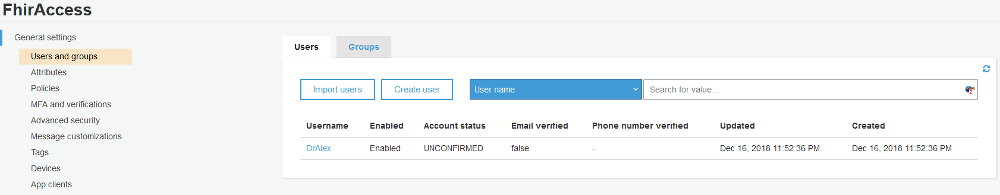 FhirAccess
General settings
Users and groups
Attributes
Policies
MFA and verifications
Advanced security
Message customizations
Tags
Devices
App clients
Users Groups
Import users Create user User name Search for value... 2
Username Enabled Account status Email verified Phone number verified Updated Created
DrAlex Enabled UNCONFIRMED false - Dec 16, 2018 11:52:36 PM Dec 16, 2018 11:52:36 PM